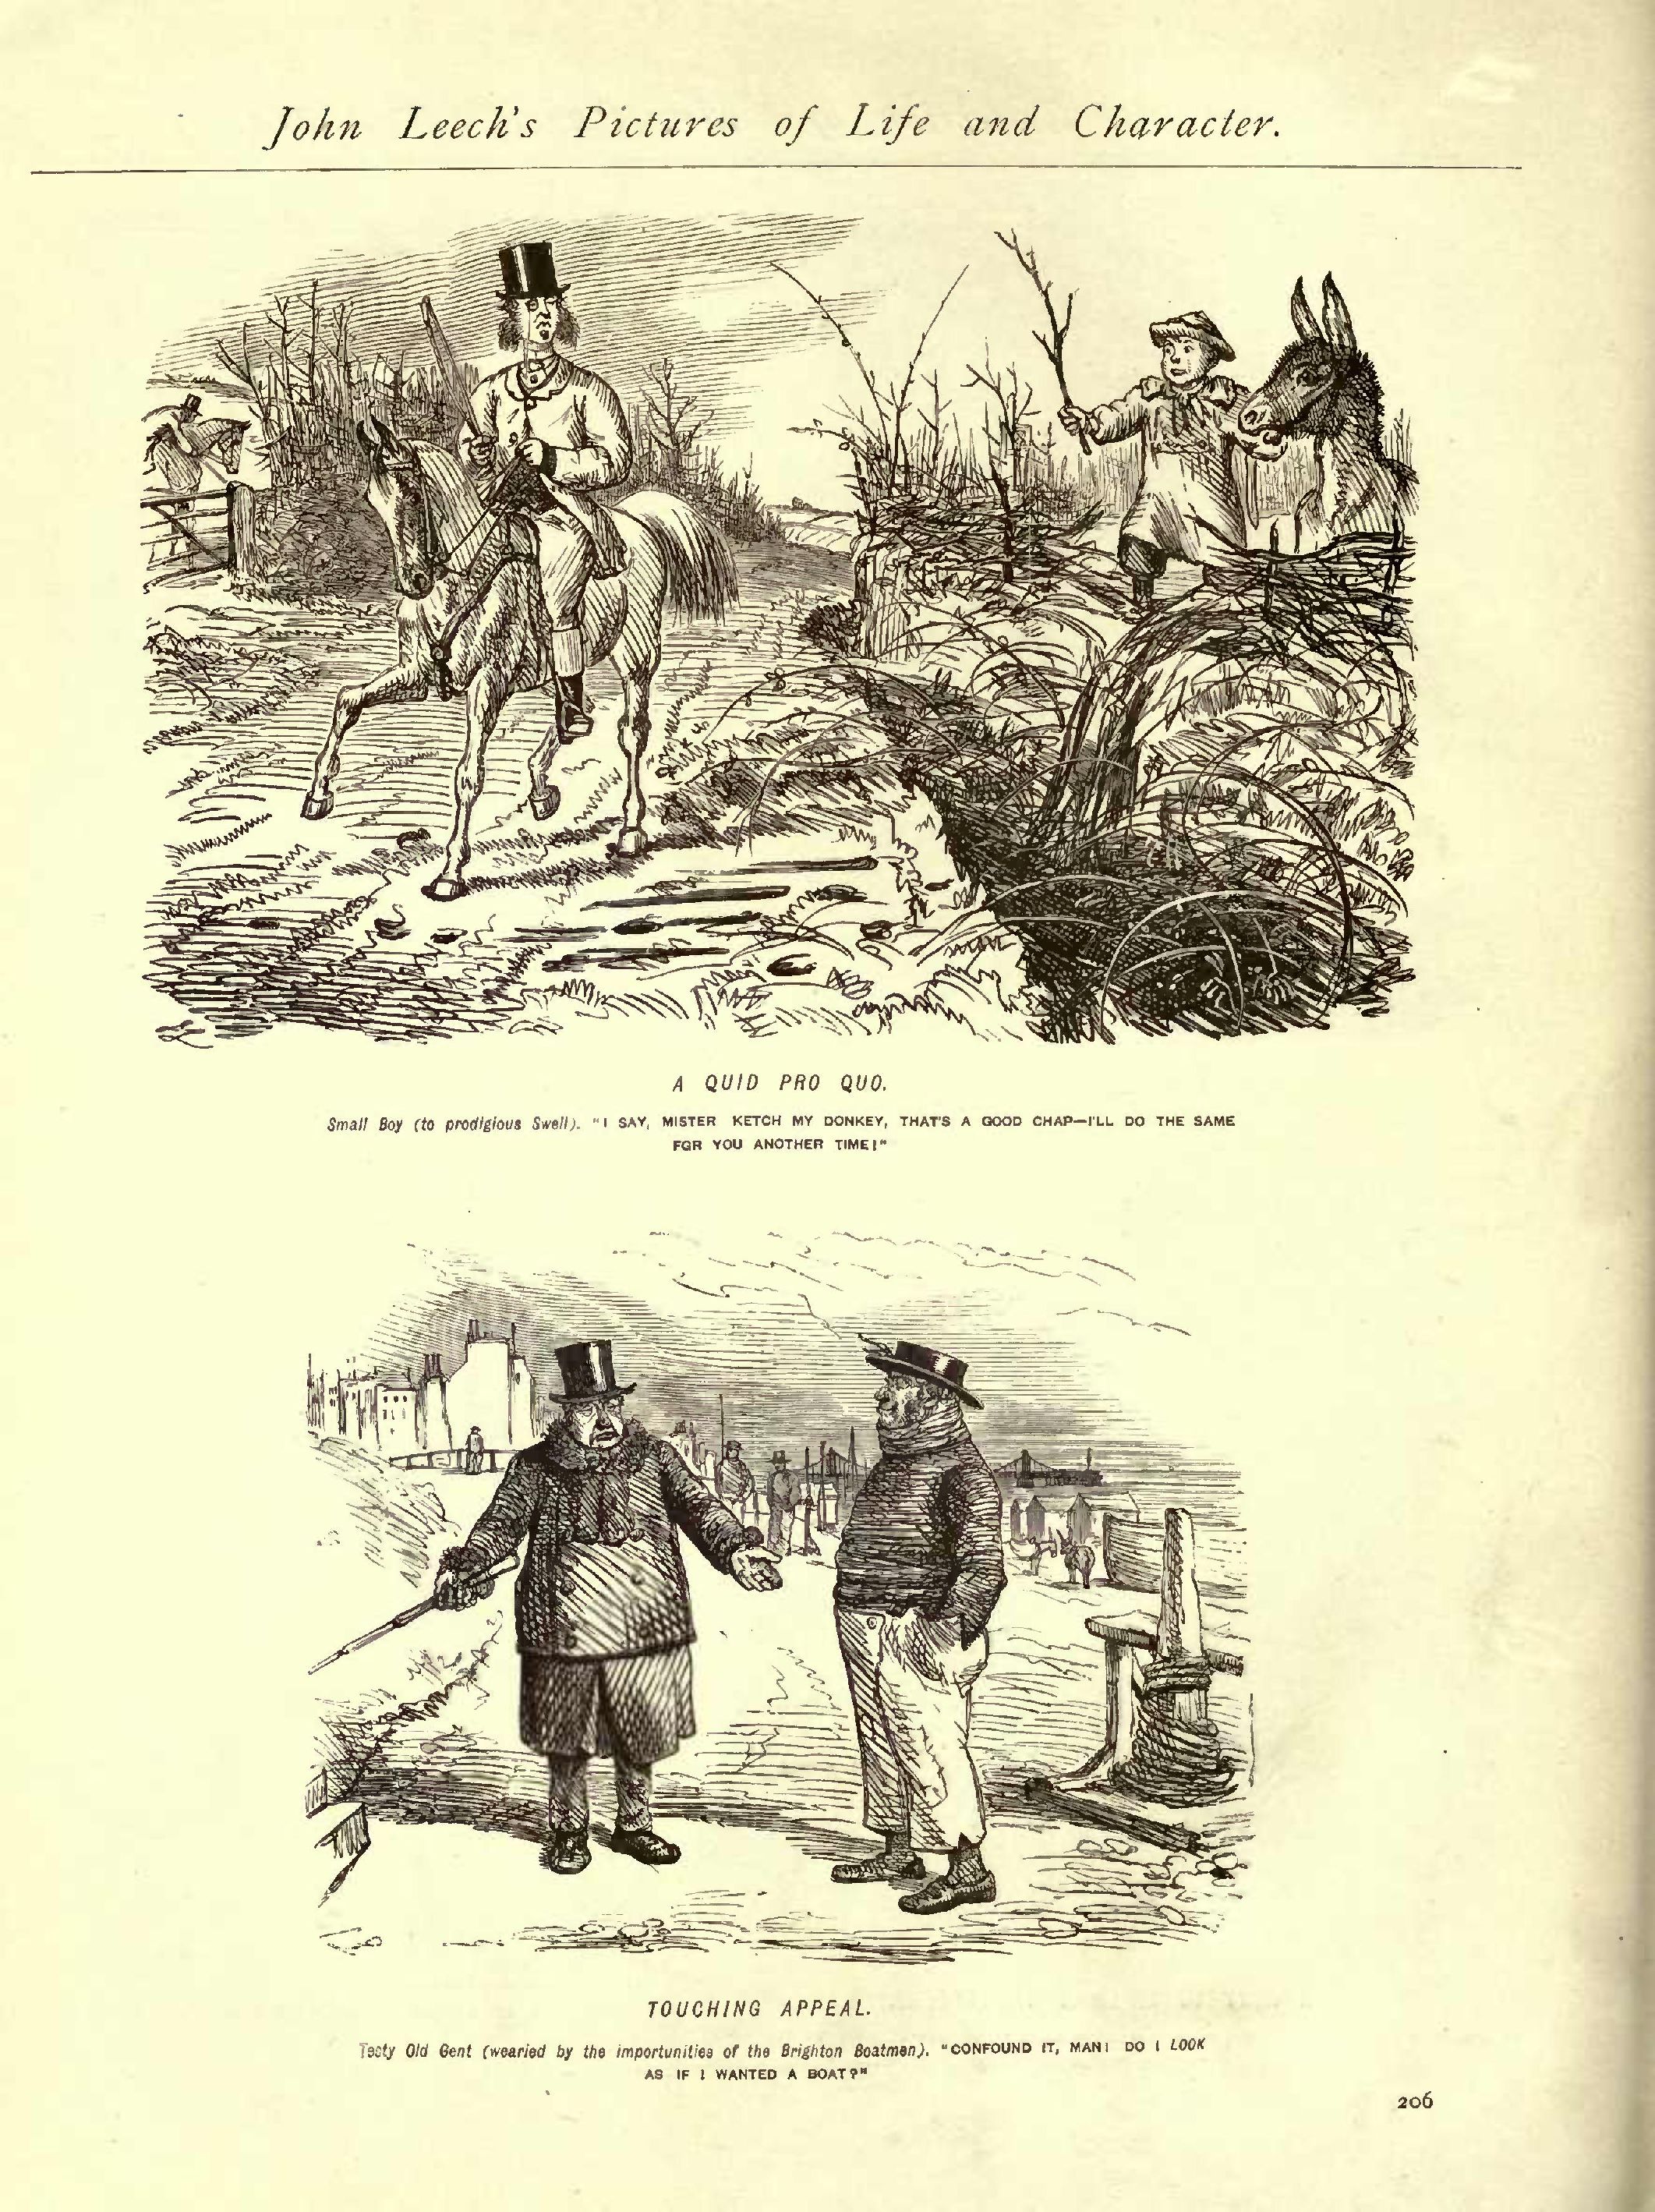 John Leech's Pictures of Life and Character.
A QUID PRO QUO.
Small Boy (to prodigious Swell). "I SAY, MISTER KETCH MY DONKEY, THAT'S A GOOD CHAP—I'LL DO THE SAME
FOR YOU ANOTHER TIME!"
TOUCHING APPEAL.
Testy Old Gent (wearied by the importunities of the Brighton Boatmen). "CONFOUND IT, MAN! DO I LOOK
AS IF I WANTED A BOAT?"
206